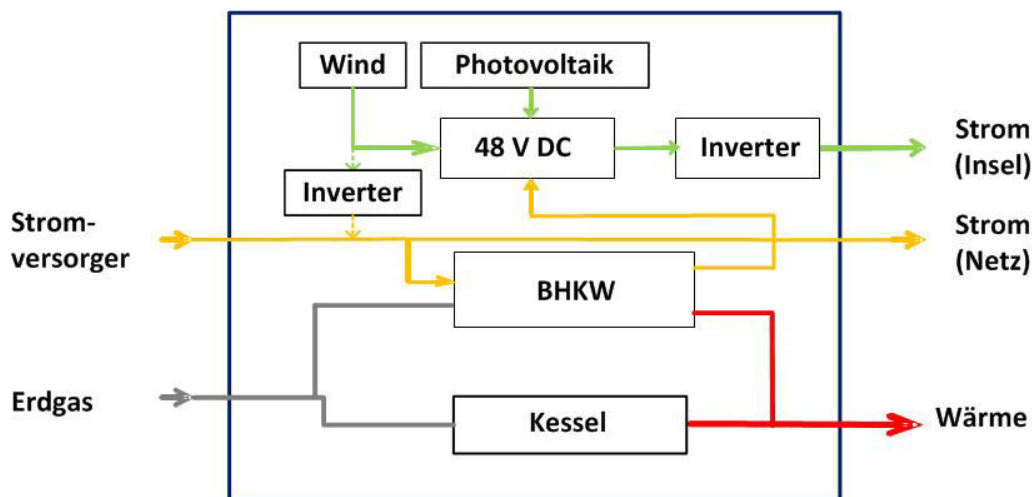 Wind
Photovoltaik
48 V DC
Inverter
Strom
(Insel)
Inverter
Strom-
versorger
Strom
(Netz)
BHKW
Erdgas
Kessel
Wärme